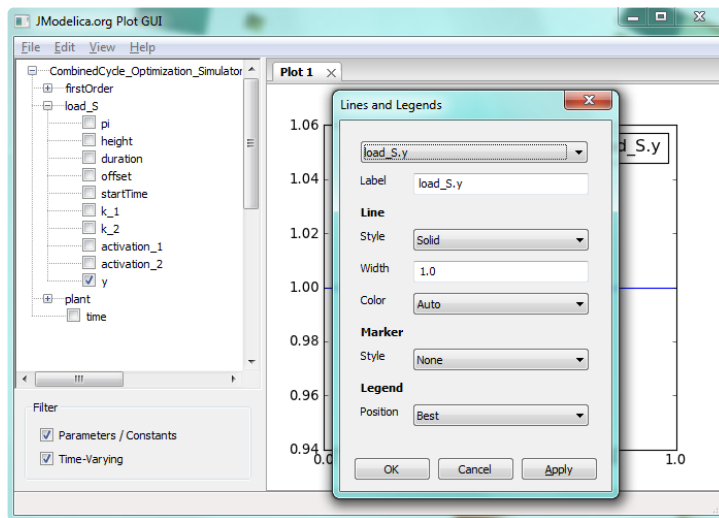 JModelica.org Plot GUI
File Edit View Help
CombinedCycle_Optimization_Simulator
firstOrder
load_S
pi
height
duration
offset
startTime
k_1
k_2
activation_1
activation_2
y
plant
time
Filter
Parameters / Constants
Time-Varying
Plot 1
1.06
1.04
1.02
1.00
0.98
0.96
0.94
0.0
1.0
d_S.y
Lines and Legends
load_S.y
Label load_S.y
Line
Style Solid
Width 1.0
Color Auto
Marker
Style None
Legend
Position Best
OK Cancel Apply